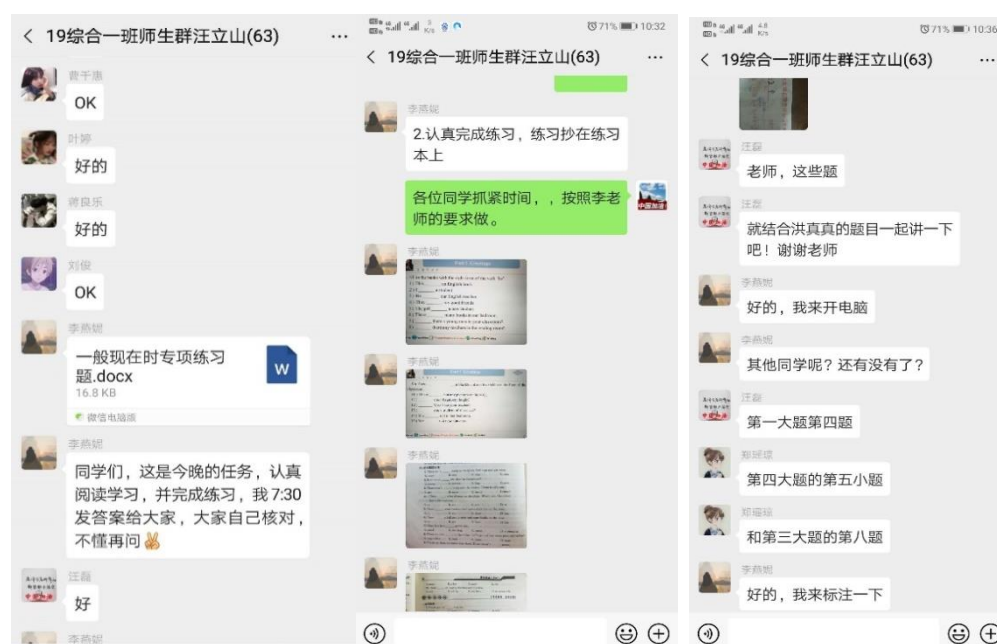 19综合一班师生群汪立山(63)
曹千惠
OK
叶婷
好的
蒋良乐
好的
刘俊
OK
李燕妮
一般现在时专项练习
题.docx
16.8 KB
W
微信电脑版
李燕妮
同学们，这是今晚的任务，认真
阅读学习，并完成练习，我7:30
发答案给大家，大家自己核对，
不懂再问
汪磊
好
李燕妮
71% 10:32
19综合一班师生群汪立山(63)
李燕妮
2.认真完成练习，练习抄在练习
本上
各位同学抓紧时间，，按照李老
师的要求做。
李燕妮
李燕妮
李燕妮
李燕妮
4.8
K/s
71% 10:36
19综合一班师生群汪立山(63)
汪磊
老师，这些题
汪磊
就结合洪真真的题目一起讲一下
吧！谢谢老师
李燕妮
好的，我来开电脑
李燕妮
其他同学呢？还有没有了？
汪磊
第一大题第四题
第四大题的第五小题
和第三大题的第八题
李燕妮
好的，我来标注一下